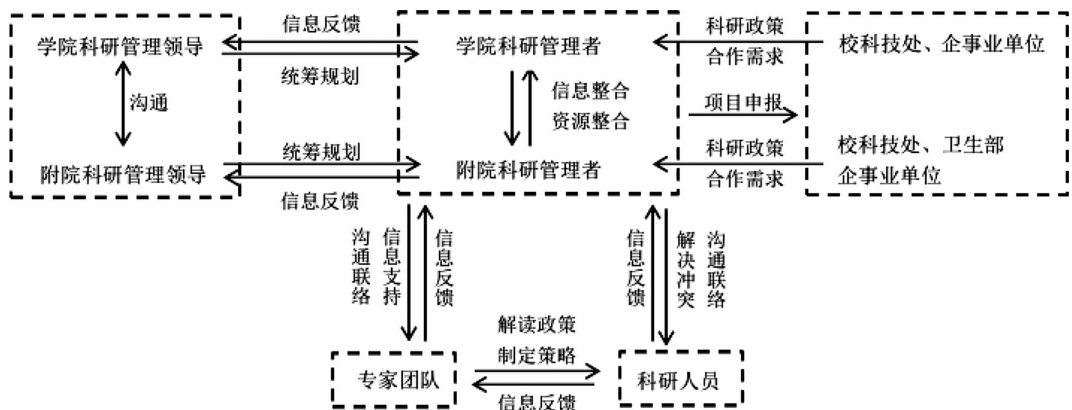 信息反馈
科研政策
学院科研管理领导
学院科研管理者
校科技处、企事业单位
统筹规划
合作需求
沟通
信息整合
资源整合
项目申报
统筹规划
科研政策
校科技处、卫生部
附院科研管理领导
附院科研管理者
企事业单位
信息反馈
合作需求
沟通联络
信息支持
信息反馈
信息反馈
解决冲突
沟通联络
解读政策
制定策略
专家团队
科研人员
信息反馈